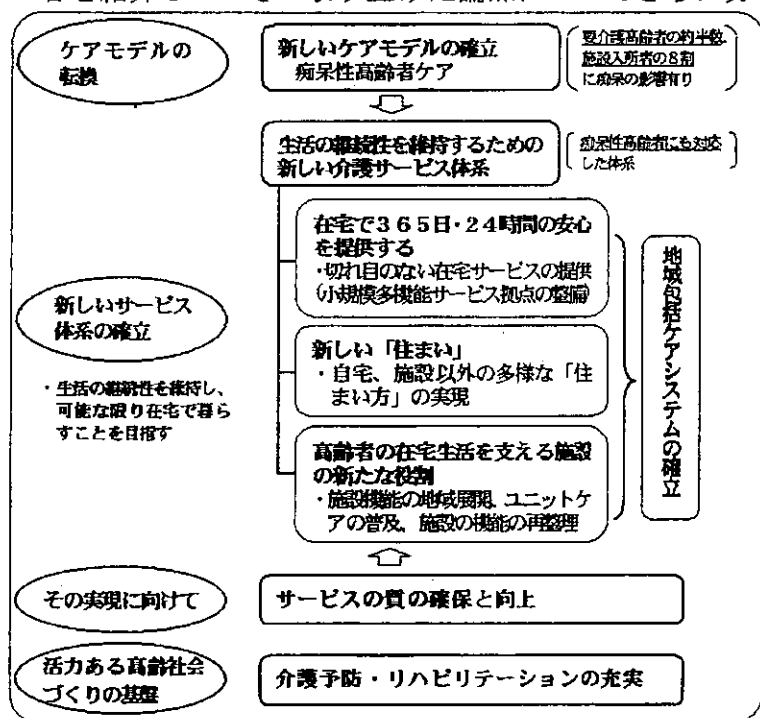 ケアモデルの
転換
新しいケアモデルの確立
痴呆性高齢者ケア
要介護高齢者の約半数、
施設入所者の8割
に痴呆の影響有り
生活の継続性を維持するための
新しい介護サービス体系
痴呆性高齢者にも対応
した体系
在宅で365日・24時間の安心
を提供する
・切れ目のない在宅サービスの提供
(小規模多機能サービス拠点の整備)
新しいサービス
体系の確立
・生活の継続性を維持し、
可能な限り在宅で暮ら
すことを目指す
新しい「住まい」
・自宅、施設以外の多様な「住
まい方」の実現
高齢者の在宅生活を支える施設
の新たな役割
・施設機能の地域展開、ユニットケ
アの普及、施設の機能の再整理
地域包括ケアシステムの確立
その実現に向けて
サービスの質の確保と向上
活力ある高齢社会
づくりの基盤
介護予防・リハビリテーションの充実